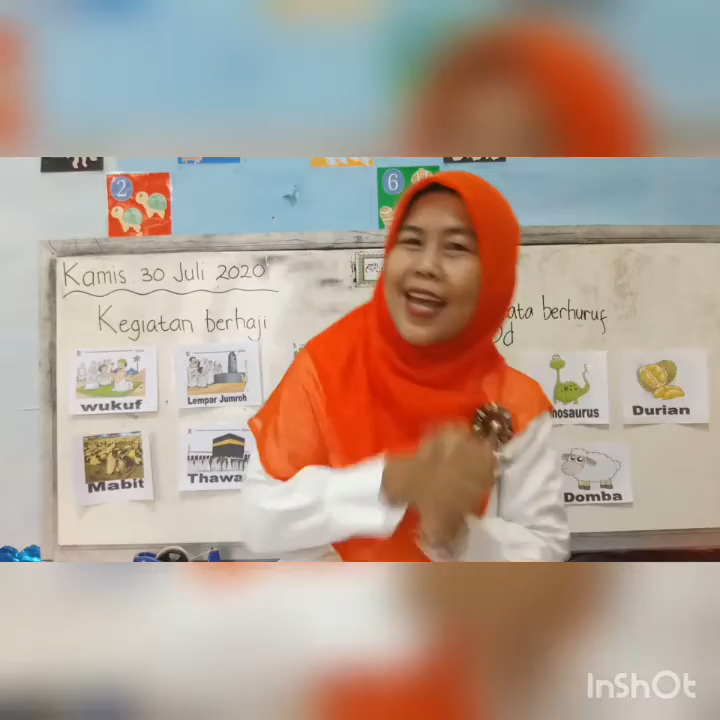 2
6
Kamis. 30 Juli 2020
Kegiatan berhaji
ata berhuruf
Dd
wukuf
Lempar Jumroh
Mabit
Thawa
nosaurus
Durian
Domba
InShOt